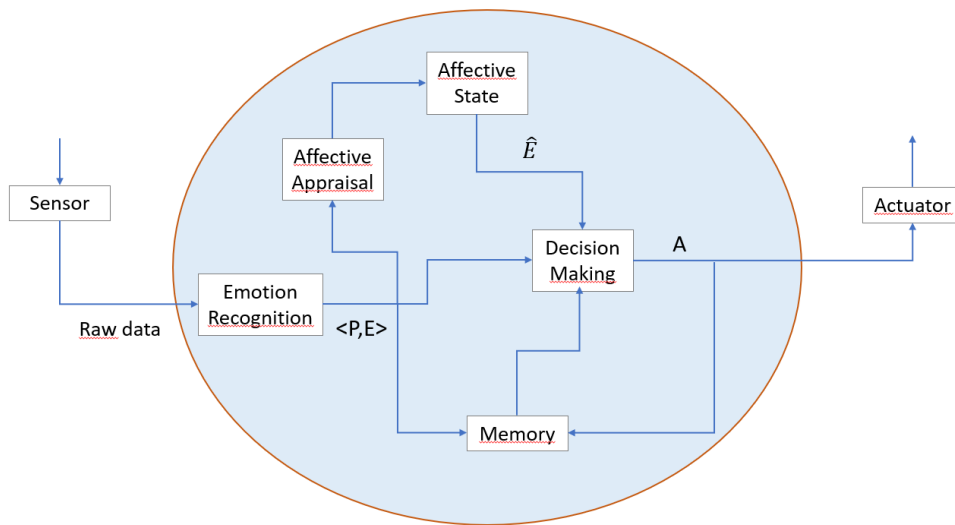 Affective
State
Ê
Affective
Appraisal
Sensor
Actuator
A
Decision
Making
Emotion
Recognition
<P,E>
Raw data
Memory